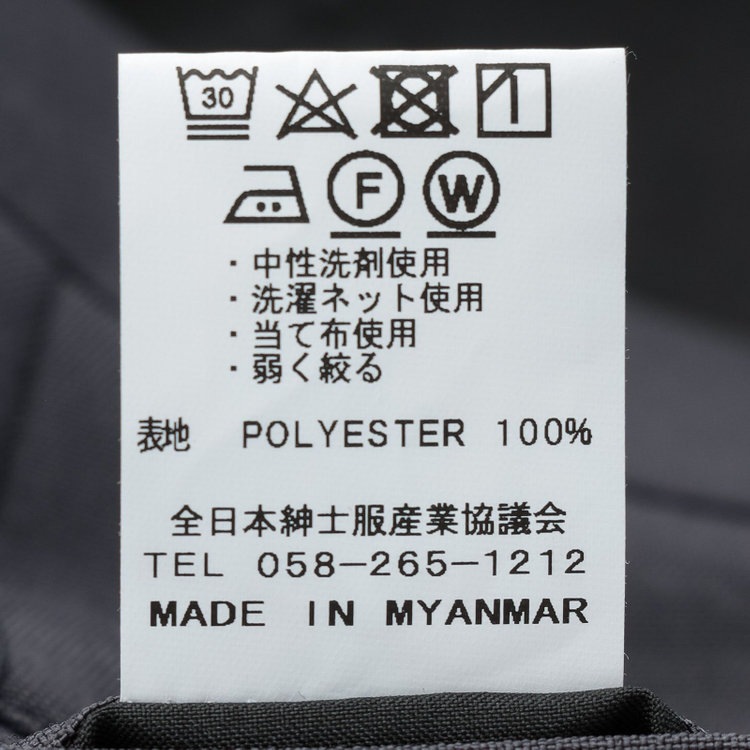 30
F W
・中性洗剤使用
・洗濯ネット使用
・当て布使用
・弱く絞る
表地 POLYESTER 100%
全日本紳士服産業協議会
TEL 058-265-1212
MADE IN MYANMAR